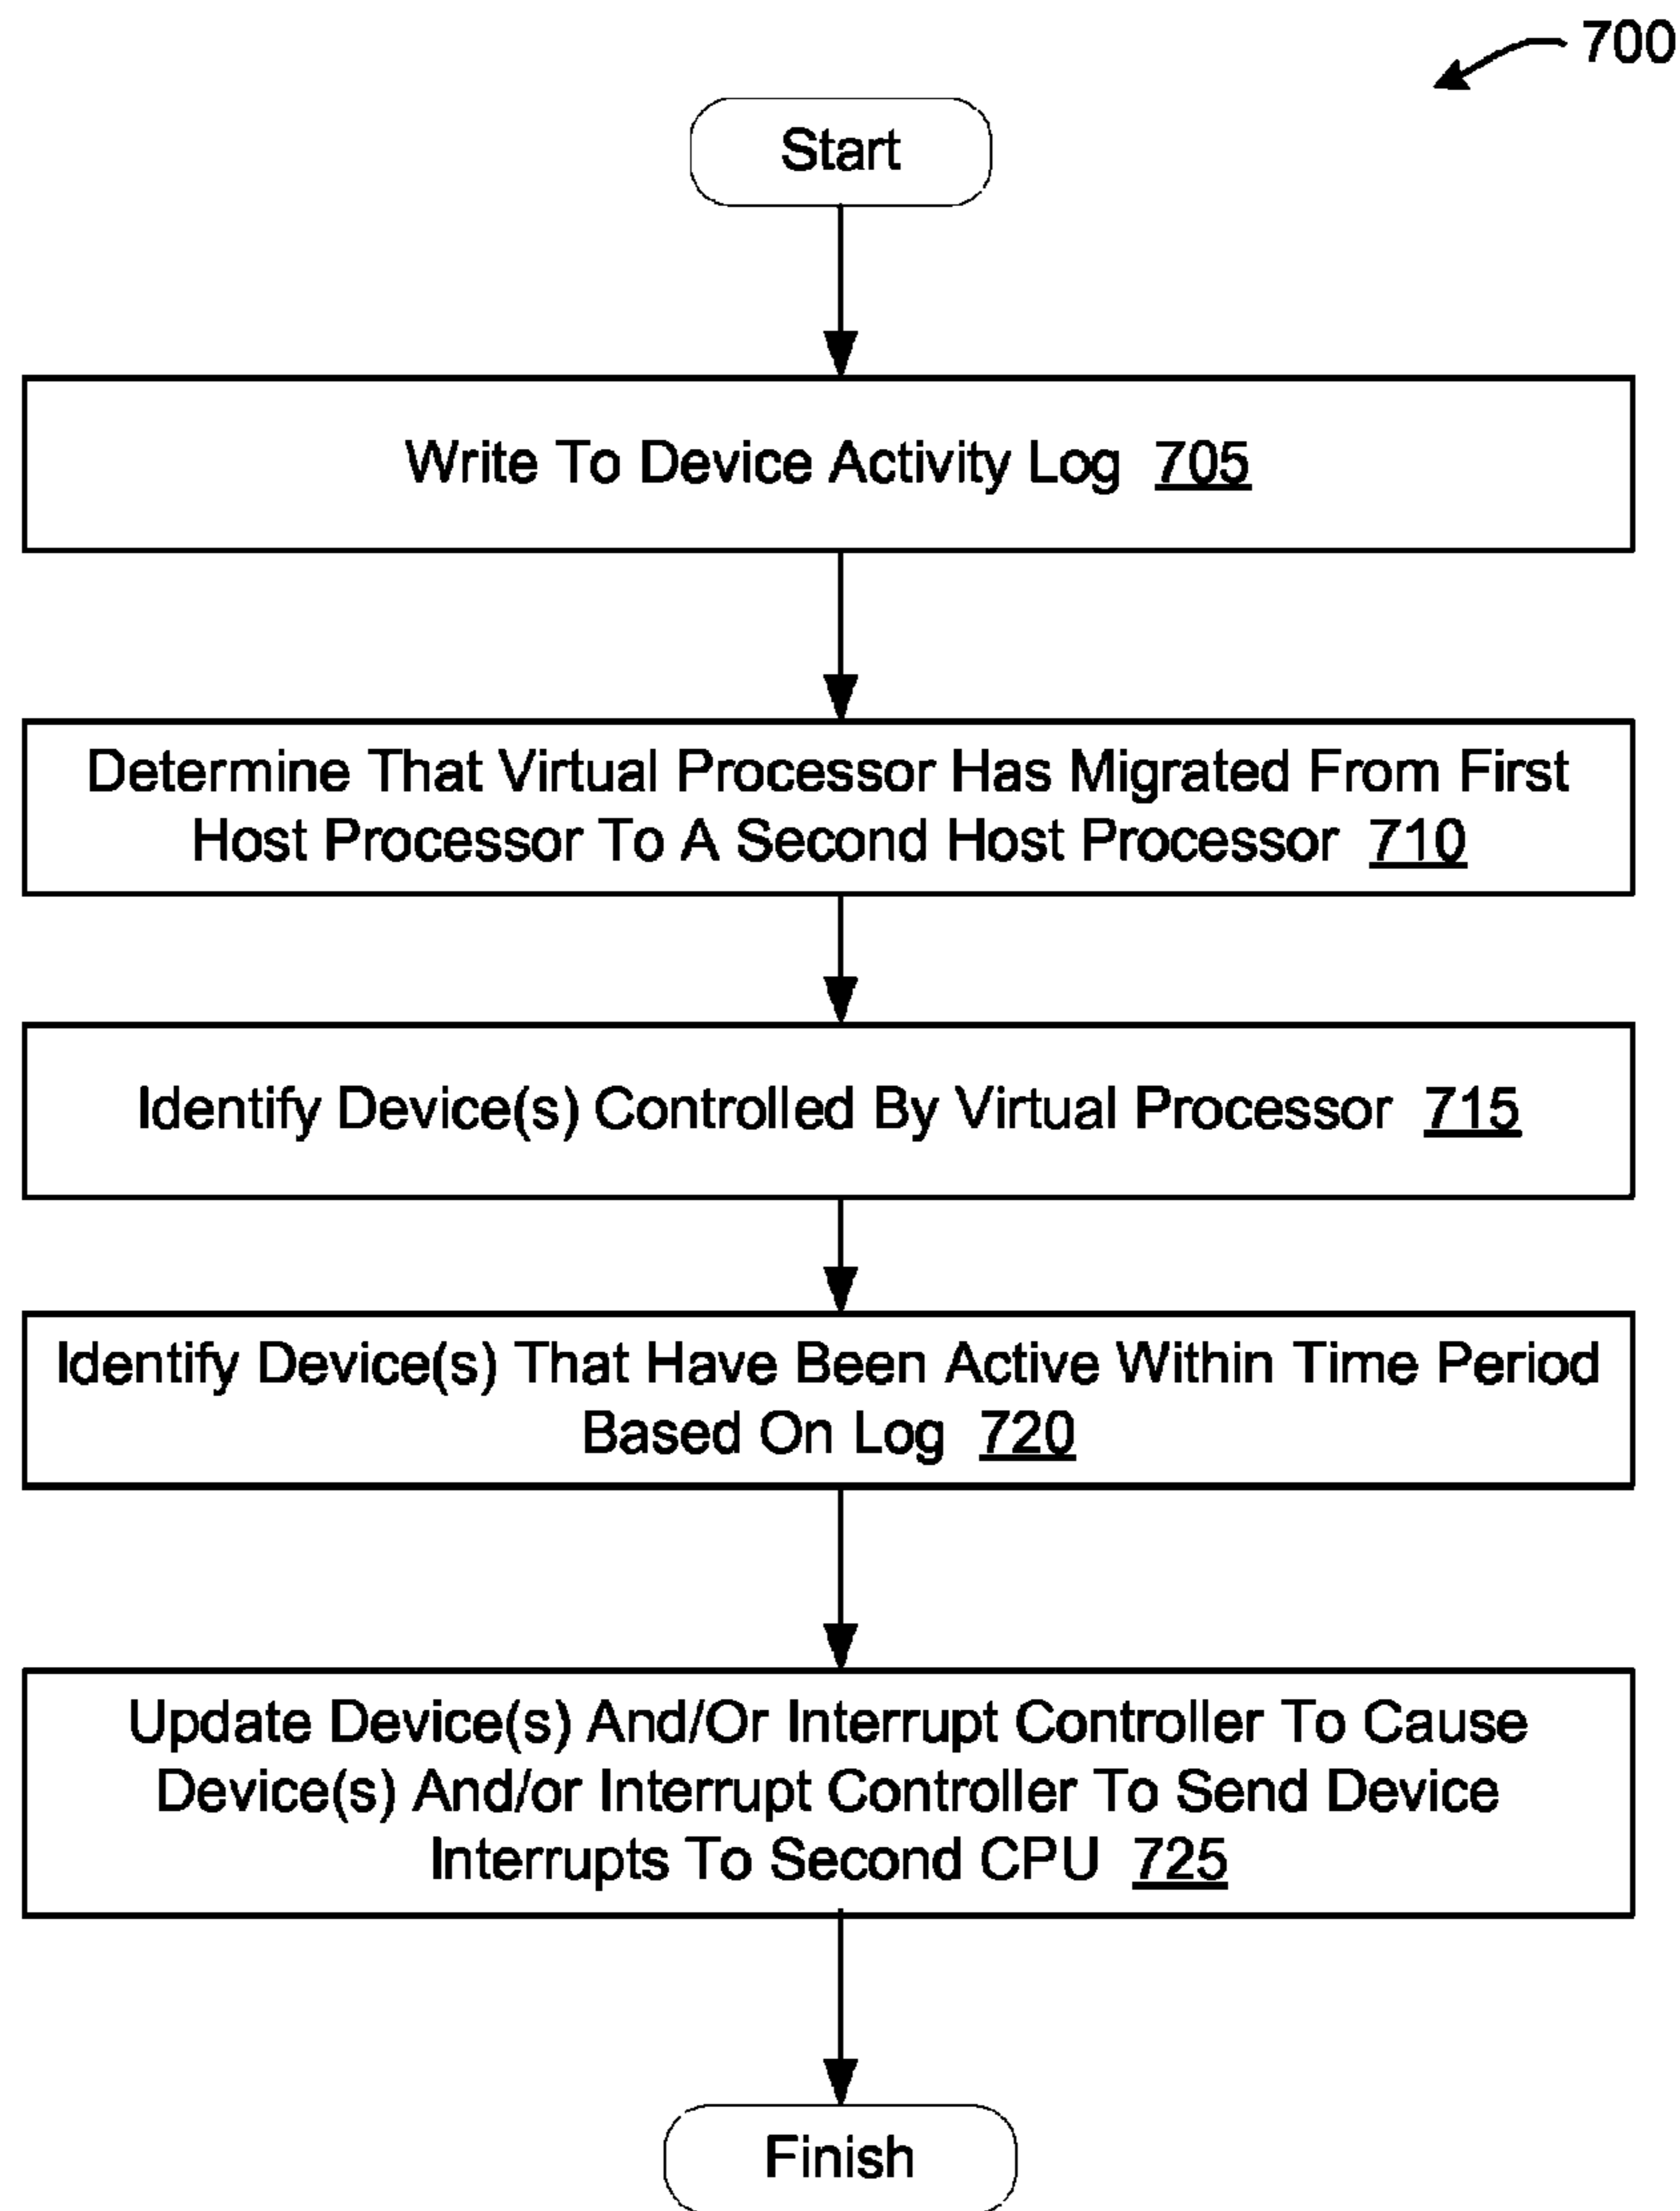 700
Start
Write To Device Activity Log 705
Determine That Virtual Processor Has Migrated From First
Host Processor To A Second Host Processor 710
Identify Device(s) Controlled By Virtual Processor 715
Identify Device(s) That Have Been Active Within Time Period
Based On Log 720
Update Device(s) And/Or Interrupt Controller To Cause
Device(s) And/or Interrupt Controller To Send Device
Interrupts To Second CPU 725
Finish